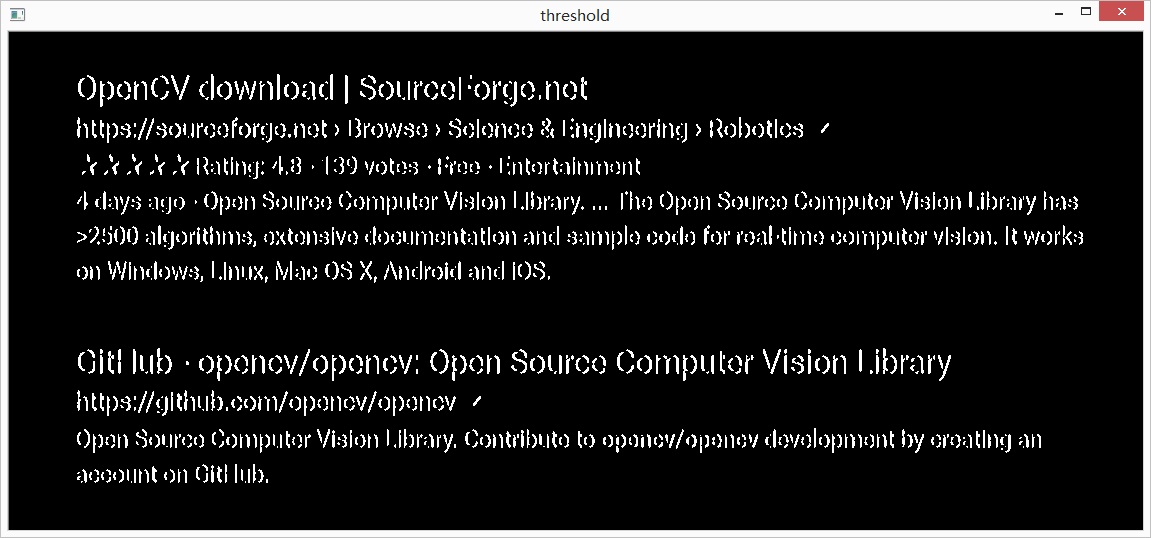 threshold
OpenCV download | SourceForge.net
https://sourceforge.net › Browse › Science & Engineering › Robotics
Rating: 4.8 · 139 votes · Free · Entertainment
4 days ago · Open Source Computer Vision Library. ... The Open Source Computer Vision Library has
>2500 algorithms, extensive documentation and sample code for real-time computer vision. It works
on Windows, Linux, Mac OS X, Android and iOS.
GitHub · opencv/opencv: Open Source Computer Vision Library
https://github.com/opencv/opencv
Open Source Computer Vision Library. Contribute to opencv/opencv development by creating an
account on GitHub.